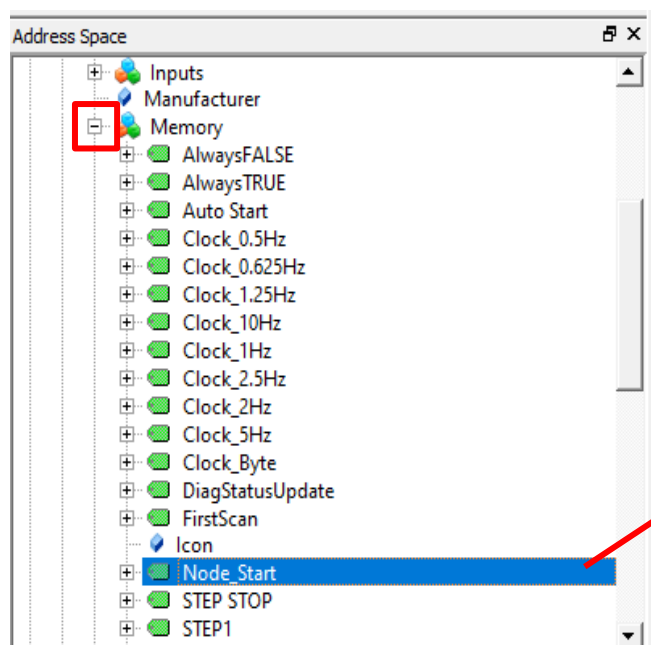 Address Space
Inputs
Manufacturer
Memory
AlwaysFALSE
AlwaysTRUE
Auto Start
Clock_0.5Hz
Clock_0.625Hz
Clock_1.25Hz
Clock_10Hz
Clock_1Hz
Clock_2.5Hz
Clock_2Hz
Clock_5Hz
Clock_Byte
DiagStatusUpdate
FirstScan
Icon
Node_Start
STEP STOP
STEP1